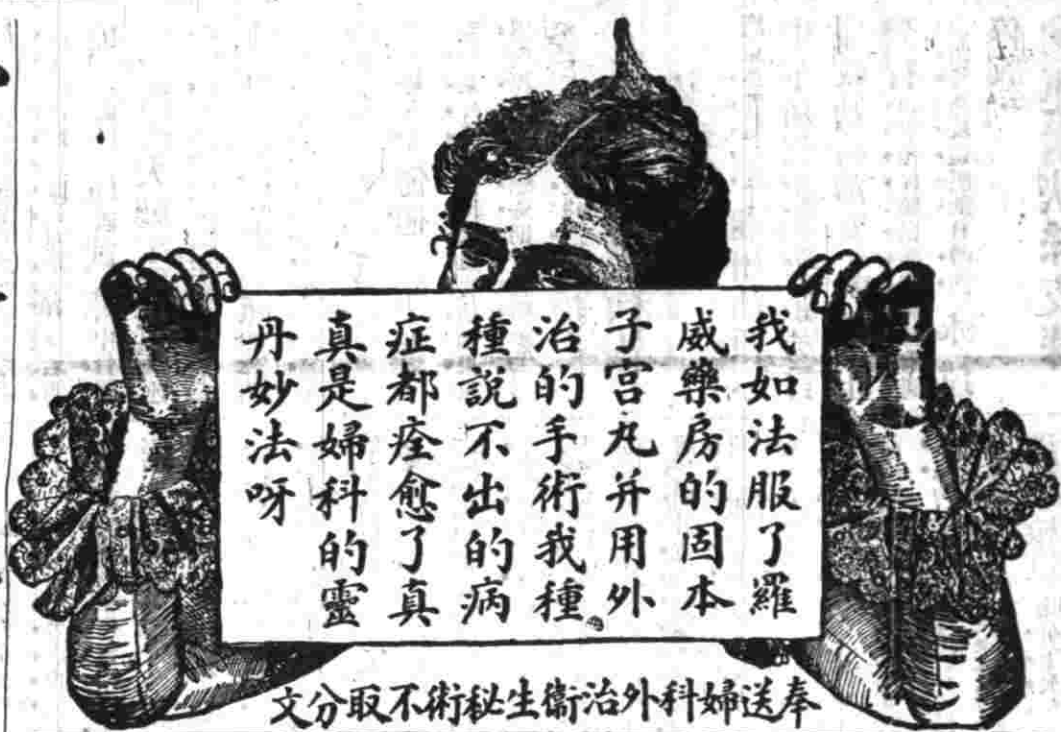 我如法服了羅
威藥房的固本
子宮丸并用外
治的手術我種
種說不出的病
症都痊愈了真
真是婦科的靈
丹妙法呀
奉送婦科外治衛生秘術不取分文